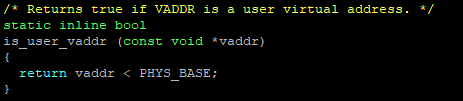 /* Returns true if VADDR is a user virtual address. */
static inline bool
is_user_vaddr (const void *vaddr)
{
  return vaddr < PHYS_BASE;
}